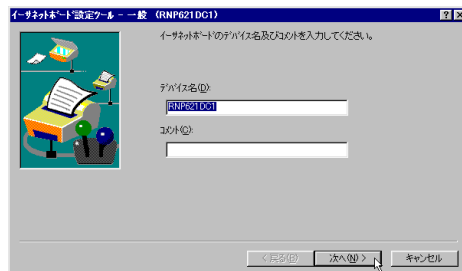 ｲｰｻﾈｯﾄﾎﾞｰﾄﾞ設定ﾂｰﾙ - 一般 (RNP621DC1)
ｲｰｻﾈｯﾄﾎﾞｰﾄﾞのﾃﾞﾊﾞｲｽ名及びｺﾒﾝﾄを入力してください。
ﾃﾞﾊﾞｲｽ名(D):
RNP621DC1
ｺﾒﾝﾄ(C):
< 戻る(B) 次へ(N) > キャンセル